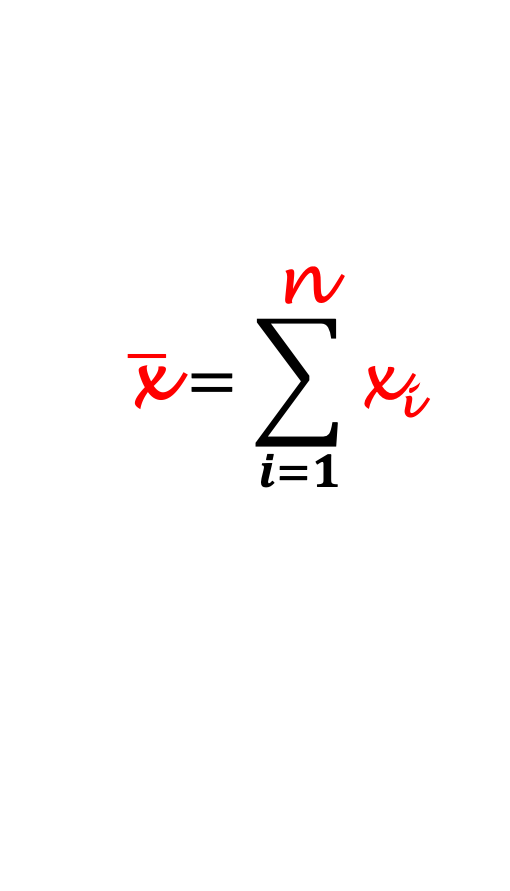 n
x̄ = ∑ xᵢ
i=1